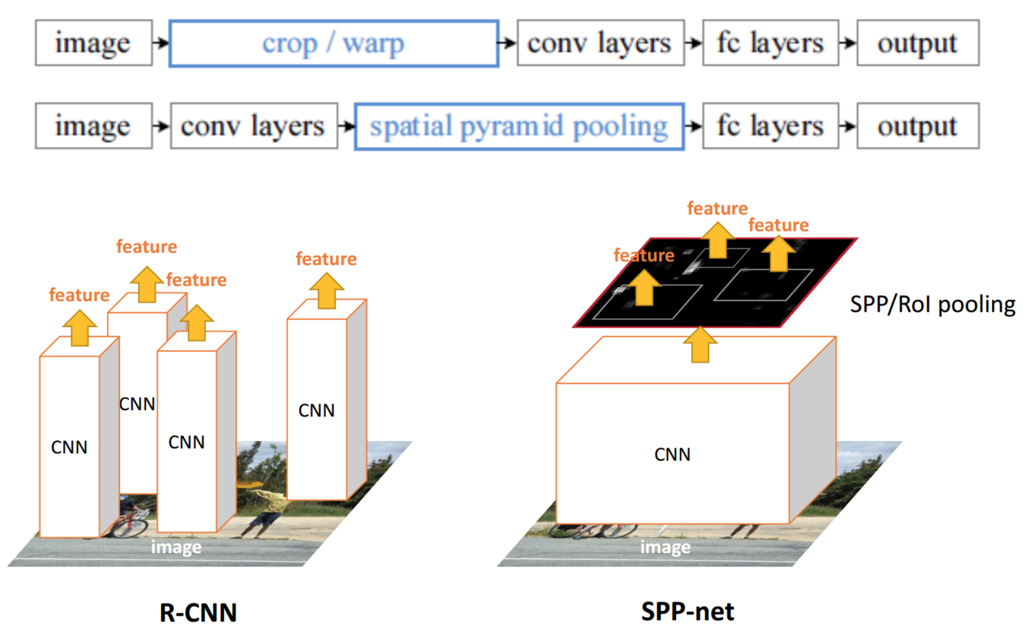 image crop / warp conv layers fc layers output
image conv layers spatial pyramid pooling fc layers output
feature
feature
feature
feature
CNN
CNN
CNN
CNN
image
R-CNN
feature
feature
feature
SPP/RoI pooling
CNN
image
SPP-net